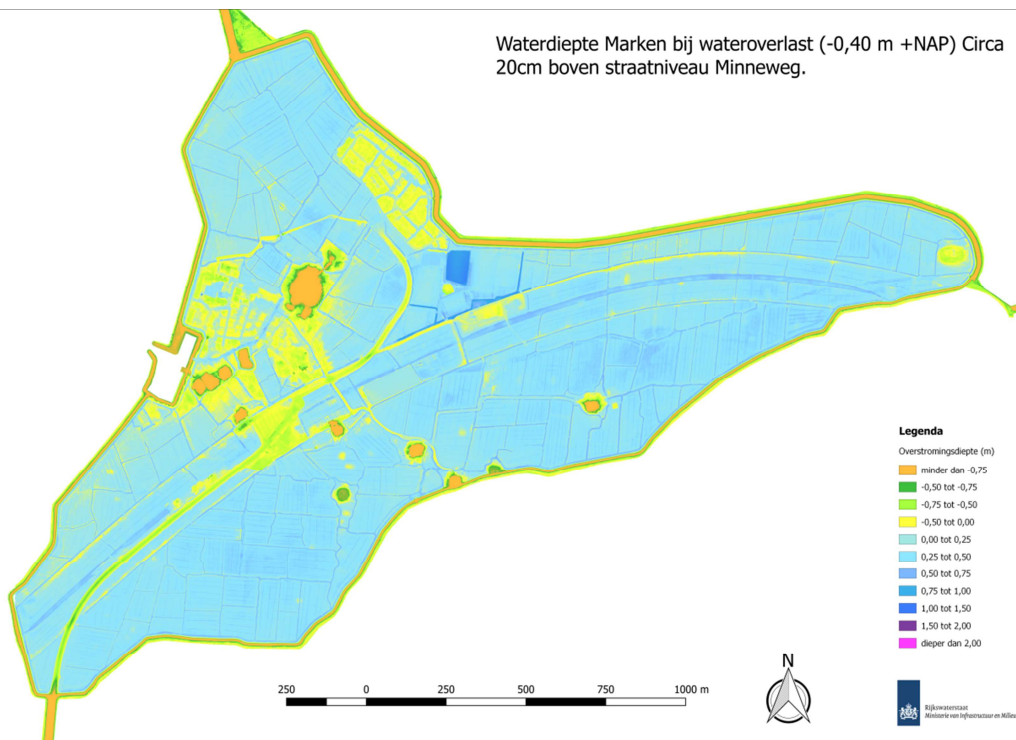 Waterdiepte Marken bij wateroverlast (-0,40 m +NAP) Circa
20cm boven straatniveau Minneweg.
Legenda
Overstromingsdiepte (m)
minder dan -0,75
-0,50 tot -0,75
-0,75 tot -0,50
-0,50 tot 0,00
0,00 tot 0,25
0,25 tot 0,50
0,50 tot 0,75
0,75 tot 1,00
1,00 tot 1,50
1,50 tot 2,00
dieper dan 2,00
N
250 0 250 500 750 1000 m
Rijkswaterstaat
Ministerie van Infrastructuur en Milieu